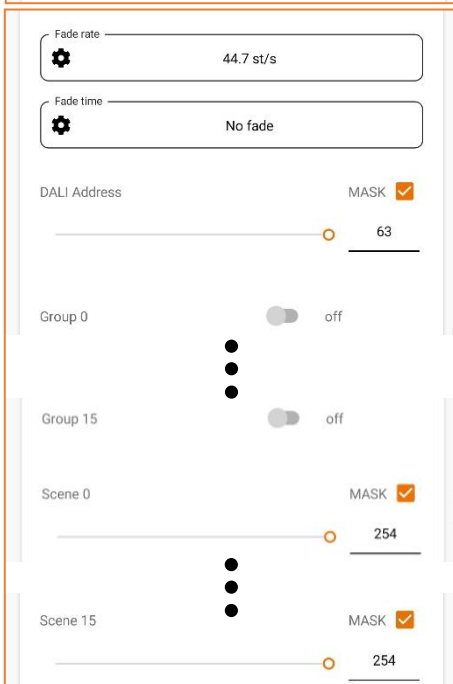 Fade rate
44.7 st/s
Fade time
No fade
DALI Address MASK
63
Group 0 off
Group 15 off
Scene 0 MASK
254
Scene 15 MASK
254